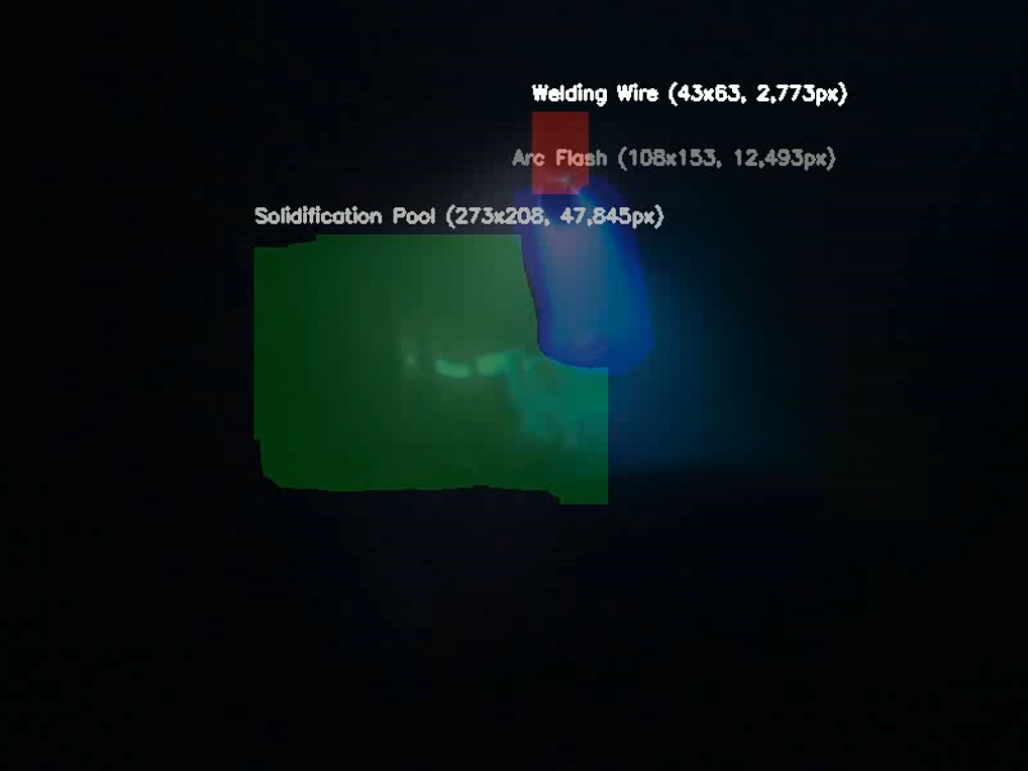 Welding Wire (43x63, 2,773px)
Arc Flash (108x153, 12,493px)
Solidification Pool (273x208, 47,845px)